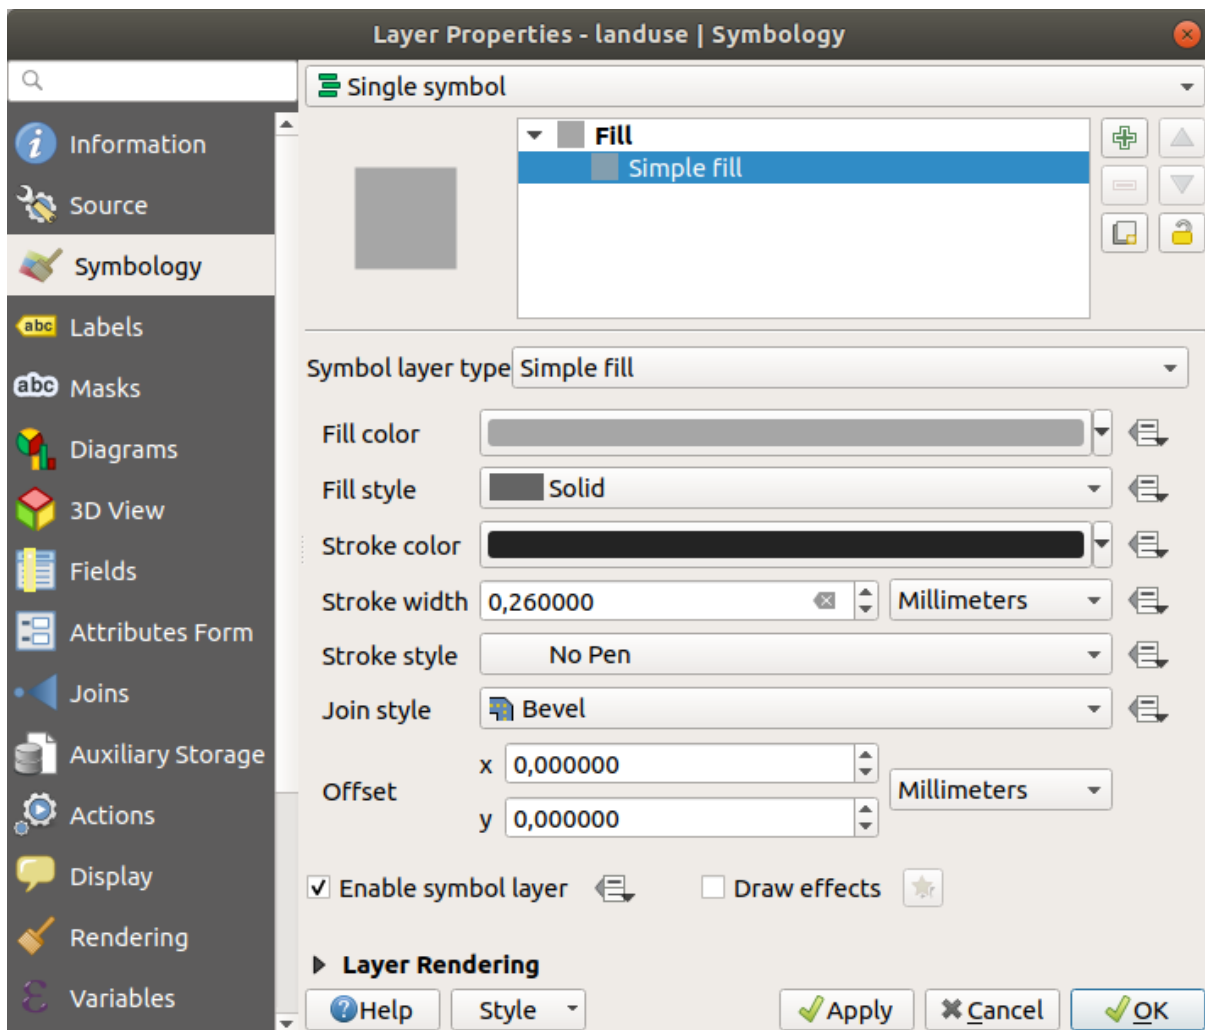 Layer Properties - landuse | Symbology
Single symbol
Information
Source
Symbology
abc Labels
abc Masks
Diagrams
3D View
Fields
Attributes Form
Joins
Auxiliary Storage
Actions
Display
Rendering
Variables
Fill
Simple fill
Symbol layer type Simple fill
Fill color
Fill style Solid
Stroke color
Stroke width 0,260000 Millimeters
Stroke style No Pen
Join style Bevel
Offset x 0,000000 Millimeters
y 0,000000
Enable symbol layer Draw effects
Layer Rendering
Help Style Apply Cancel OK